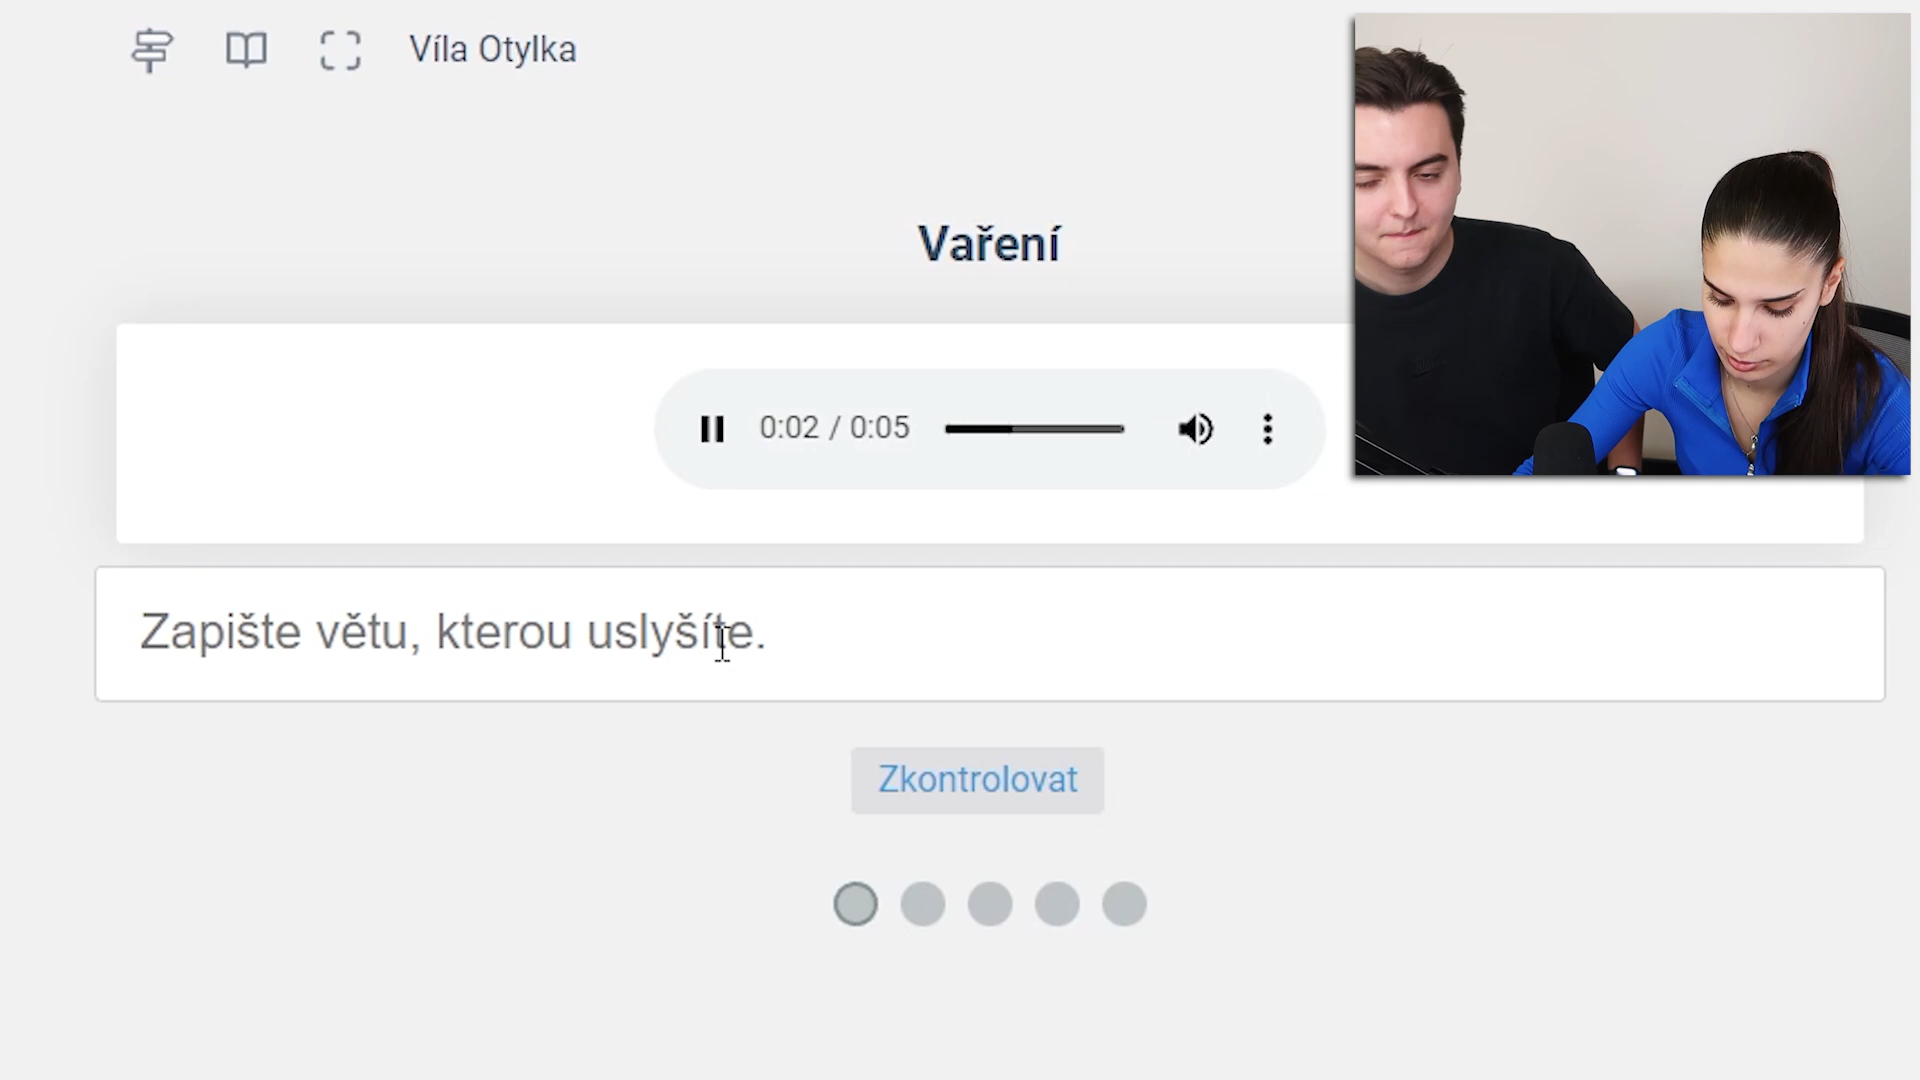 Víla Otylka
Vaření
0:02 / 0:05
Zapište větu, kterou uslyšíte.
Zkontrolovat